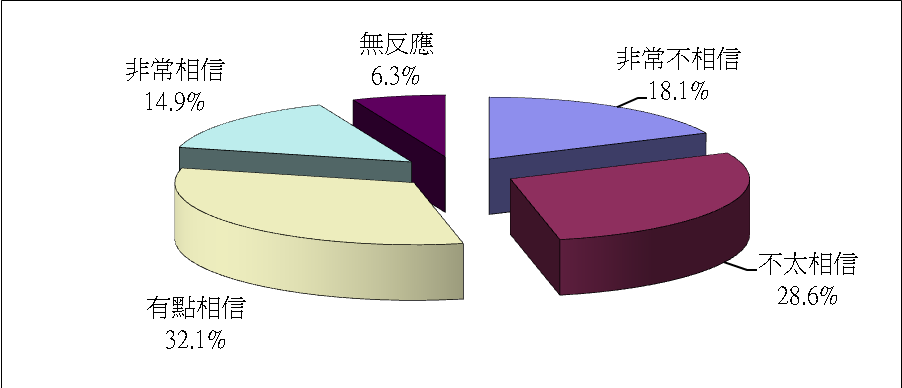 無反應
6.3%
非常不相信
18.1%
非常相信
14.9%
不太相信
28.6%
有點相信
32.1%